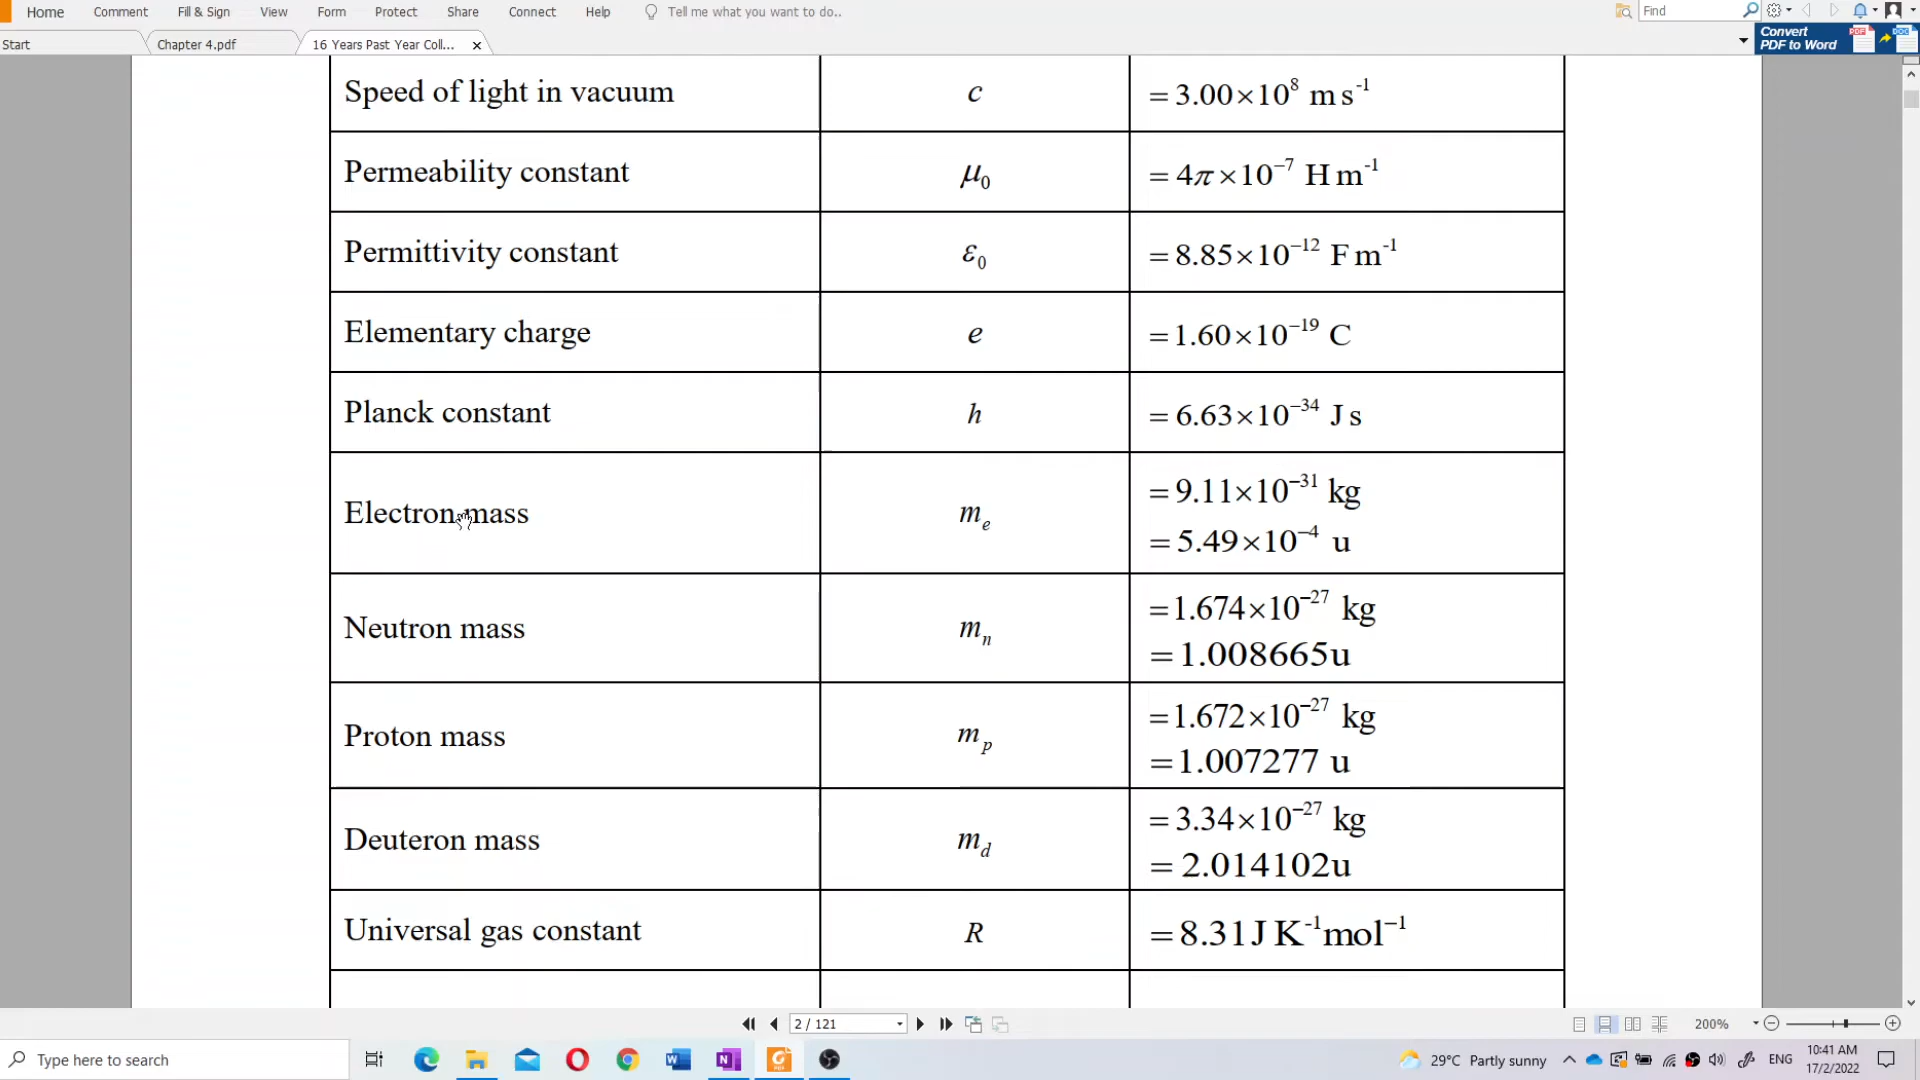 Home Comment Fill & Sign View Form Protect Share Connect Help Tell me what you want to do.. Find
Start Chapter 4.pdf 16 Years Past Year Coll... × Convert PDF to Word PDF DOC
Speed of light in vacuum c = 3.00×10⁸ m s⁻¹
Permeability constant μ₀ = 4π×10⁻⁷ H m⁻¹
Permittivity constant ε₀ = 8.85×10⁻¹² F m⁻¹
Elementary charge e = 1.60×10⁻¹⁹ C
Planck constant h = 6.63×10⁻³⁴ J s
Electron mass mₑ = 9.11×10⁻³¹ kg
= 5.49×10⁻⁴ u
Neutron mass mₙ = 1.674×10⁻²⁷ kg
= 1.008665u
Proton mass mₚ = 1.672×10⁻²⁷ kg
= 1.007277 u
Deuteron mass m_d = 3.34×10⁻²⁷ kg
= 2.014102u
Universal gas constant R = 8.31 J K⁻¹ mol⁻¹
2 / 121 200%
Type here to search 29°C Partly sunny ENG 10:41 AM
17/2/2022